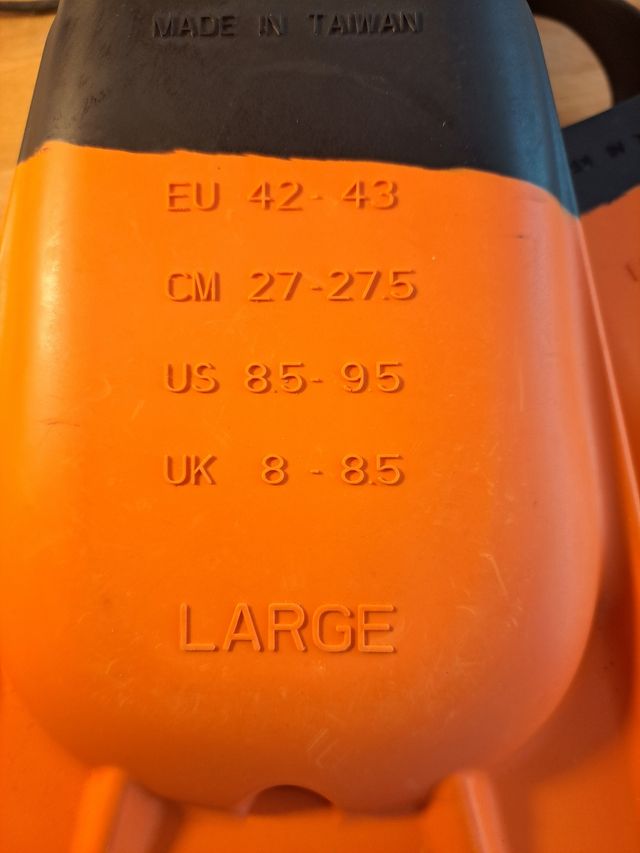 MADE IN TAIWAN
EU 42 - 43
CM 27 - 27.5
US 8.5 - 9.5
UK 8 - 8.5
LARGE